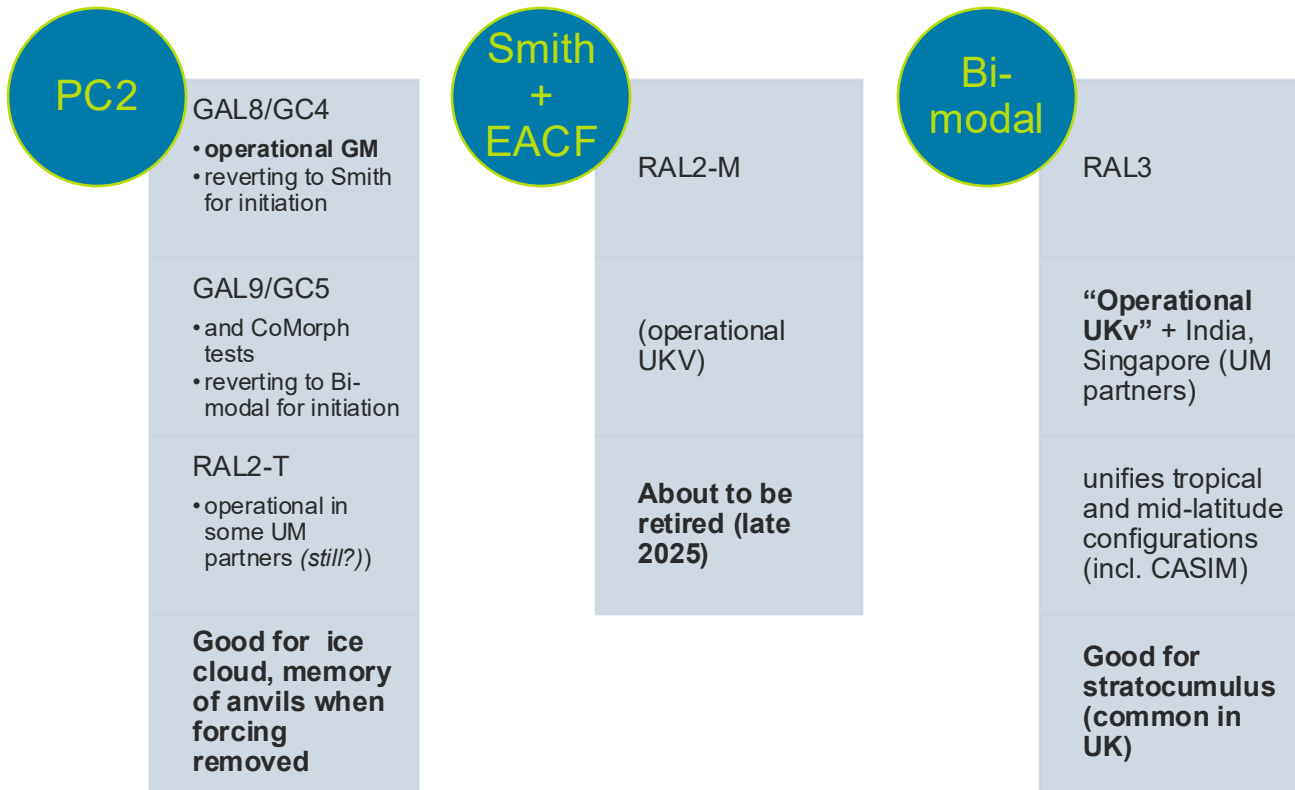 PC2
GAL8/GC4
•operational GM
•reverting to Smith
for initiation
GAL9/GC5
•and CoMorph
tests
•reverting to Bi-
modal for initiation
RAL2-T
•operational in
some UM
partners (still?))
Good for ice
cloud, memory
of anvils when
forcing
removed
Smith
+
EACF
RAL2-M
(operational
UKV)
About to be
retired (late
2025)
Bi-
modal
RAL3
“Operational
UKv” + India,
Singapore (UM
partners)
unifies tropical
and mid-latitude
configurations
(incl. CASIM)
Good for
stratocumulus
(common in
UK)